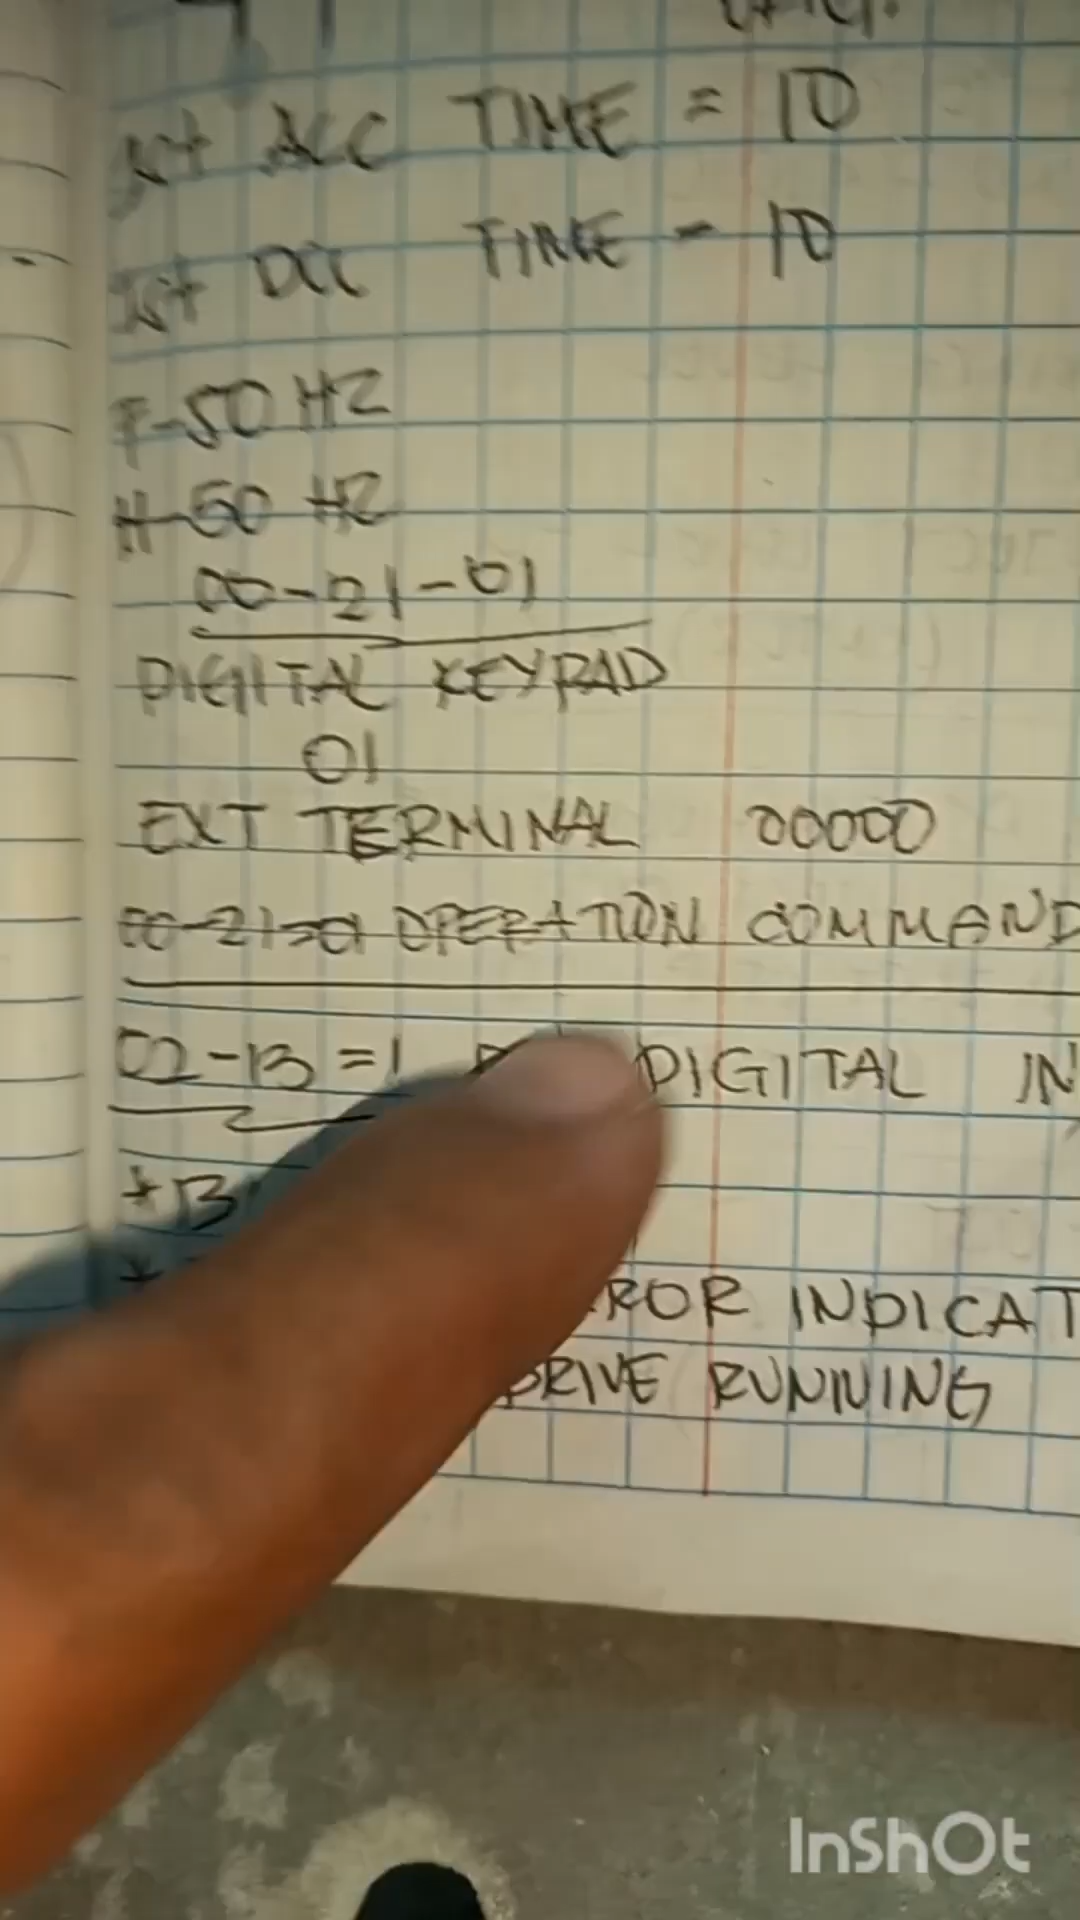 1st ACC TIME = 10
1st DCC TIME - 10
F-50 HZ
H-50 HZ
00-21-01
DIGITAL KEYPAD
01
EXT TERMINAL 00000
00-21=01 OPERATION COMMAND
02-13=1 DIGITAL IN
*13
*
ROR INDICAT
DRIVE RUNNING
InShOt